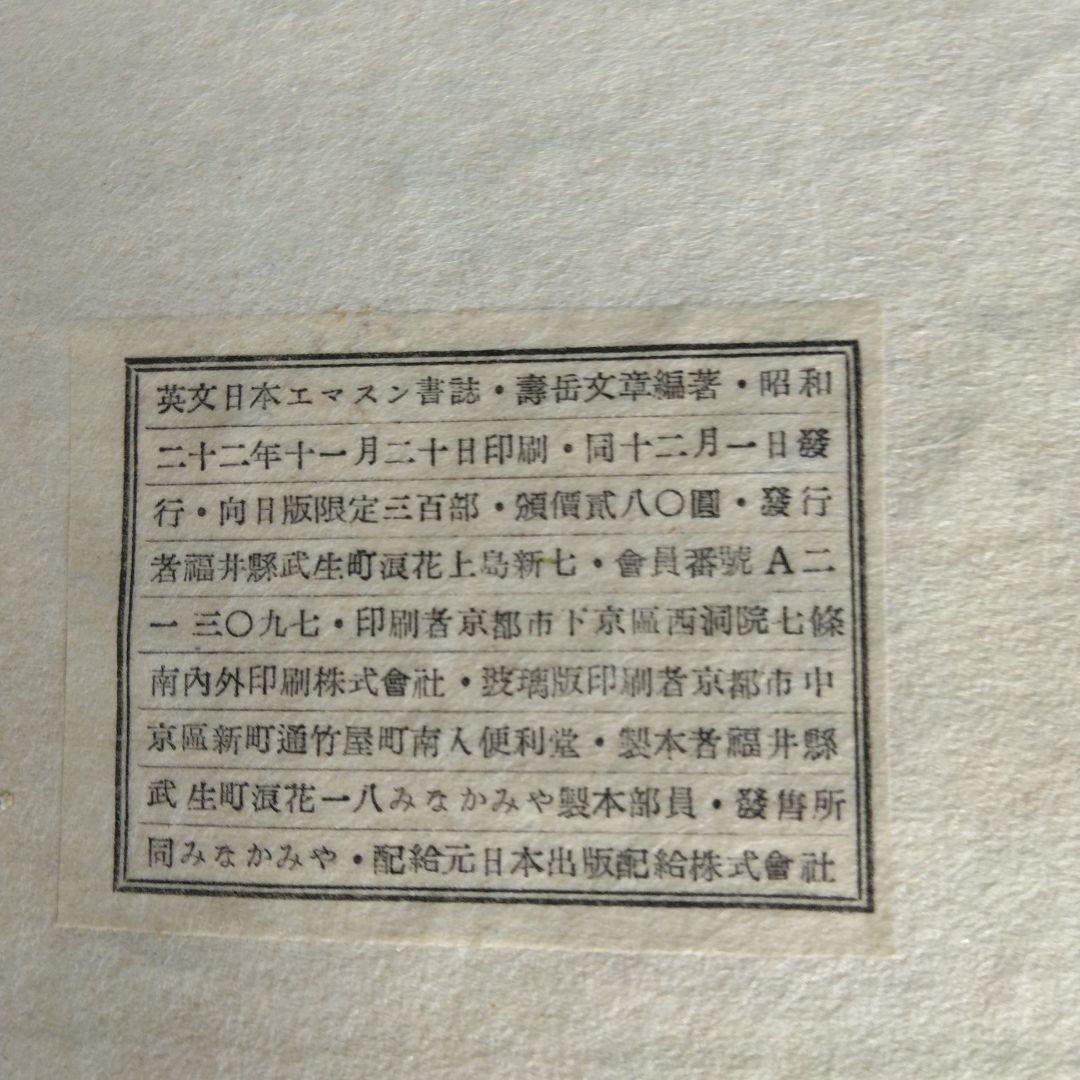 英文日本エマスン書誌・壽岳文章編著・昭和
二十二年十一月二十日印刷・同十二月一日發
行・向日版限定三百部・頒價貳八〇圓・發行
者福井縣武生町浪花上島新七・會員番號A二
一三〇九七・印刷者京都市下京區西洞院七條
南內外印刷株式會社・玻璃版印刷者京都市中
京區新町通竹屋町南入便利堂・製本者福井縣
武生町浪花一八みなかみや製本部員・發售所
同みなかみや・配給元日本出版配給株式會社